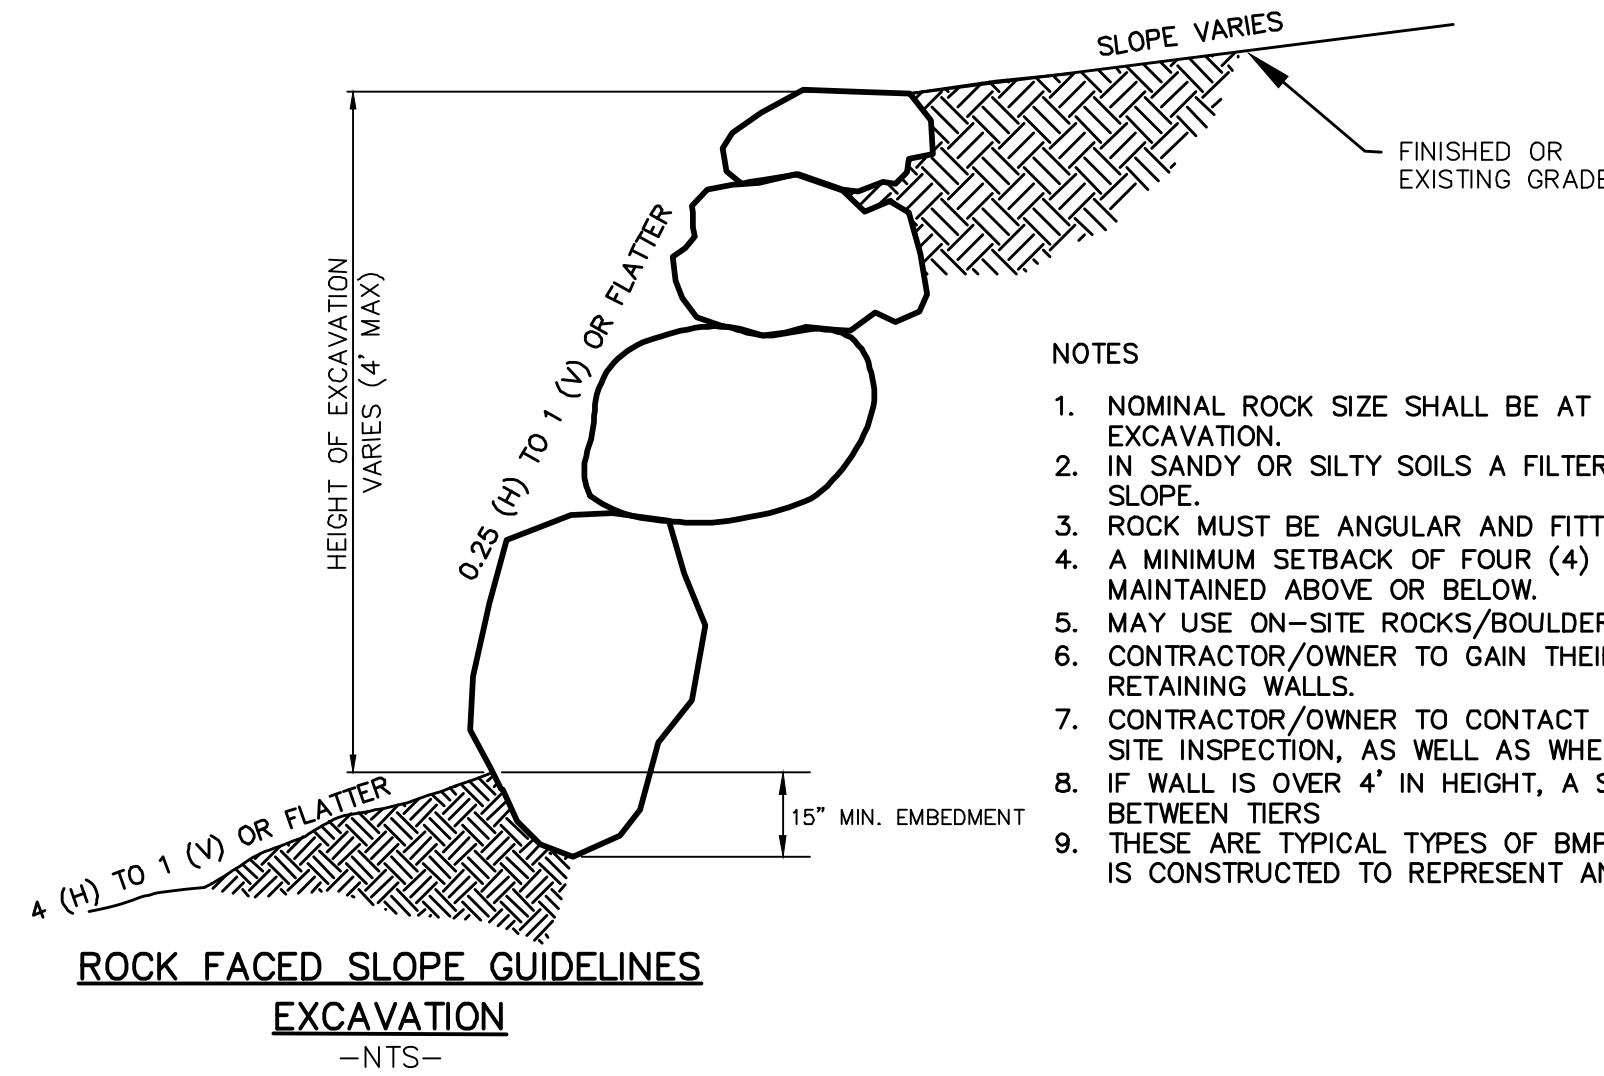 SLOPE VARIES
FINISHED OR
EXISTING GRADE
HEIGHT OF EXCAVATION
VARIES (4' MAX)
0.25 (H) TO 1 (V) OR FLATTER
4 (H) TO 1 (V) OR FLATTER
15" MIN. EMBEDMENT
NOTES
1. NOMINAL ROCK SIZE SHALL BE AT
EXCAVATION.
2. IN SANDY OR SILTY SOILS A FILTER
SLOPE.
3. ROCK MUST BE ANGULAR AND FITT
4. A MINIMUM SETBACK OF FOUR (4)
MAINTAINED ABOVE OR BELOW.
5. MAY USE ON-SITE ROCKS/BOULDER
6. CONTRACTOR/OWNER TO GAIN THEI
RETAINING WALLS.
7. CONTRACTOR/OWNER TO CONTACT
SITE INSPECTION, AS WELL AS WHE
8. IF WALL IS OVER 4' IN HEIGHT, A S
BETWEEN TIERS
9. THESE ARE TYPICAL TYPES OF BMP
IS CONSTRUCTED TO REPRESENT AN
ROCK FACED SLOPE GUIDELINES
EXCAVATION
-NTS-